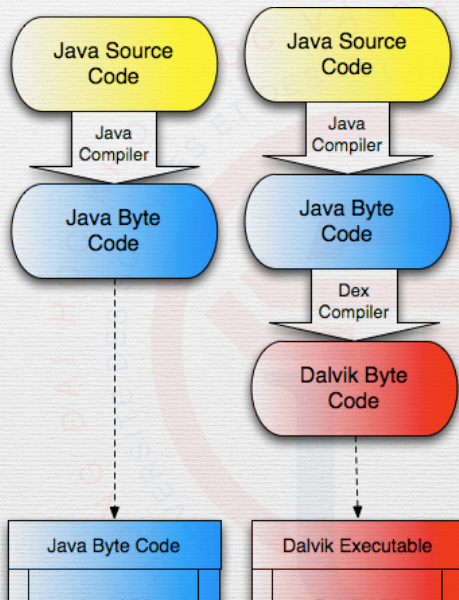 Java Source
Code
Java
Compiler
Java Byte
Code
Java Byte Code
Java Source
Code
Java
Compiler
Java Byte
Code
Dex
Compiler
Dalvik Byte
Code
Dalvik Executable